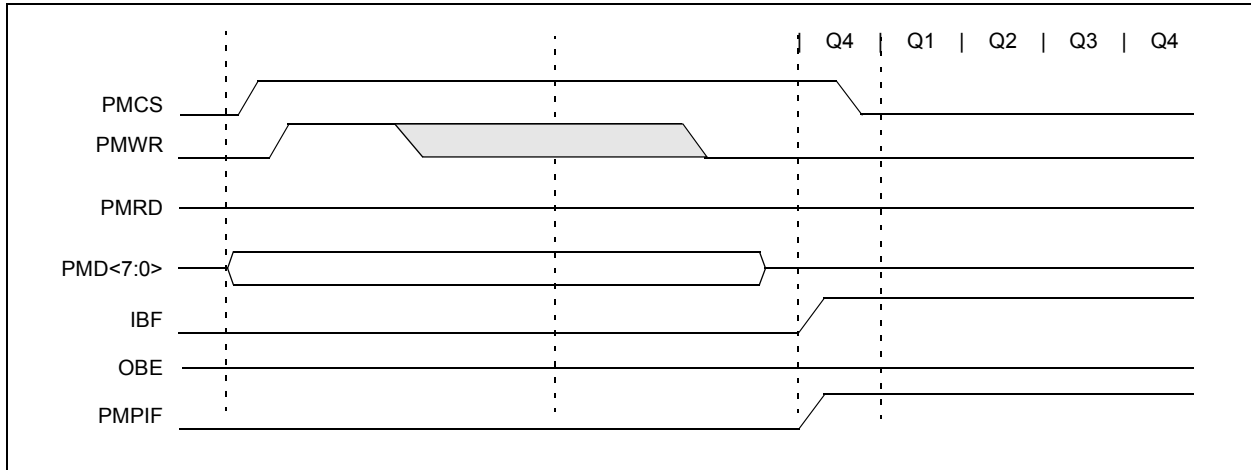 | Q4 | Q1 | Q2 | Q3 | Q4
PMCS
PMWR
PMRD
PMD<7:0>
IBF
OBE
PMPIF